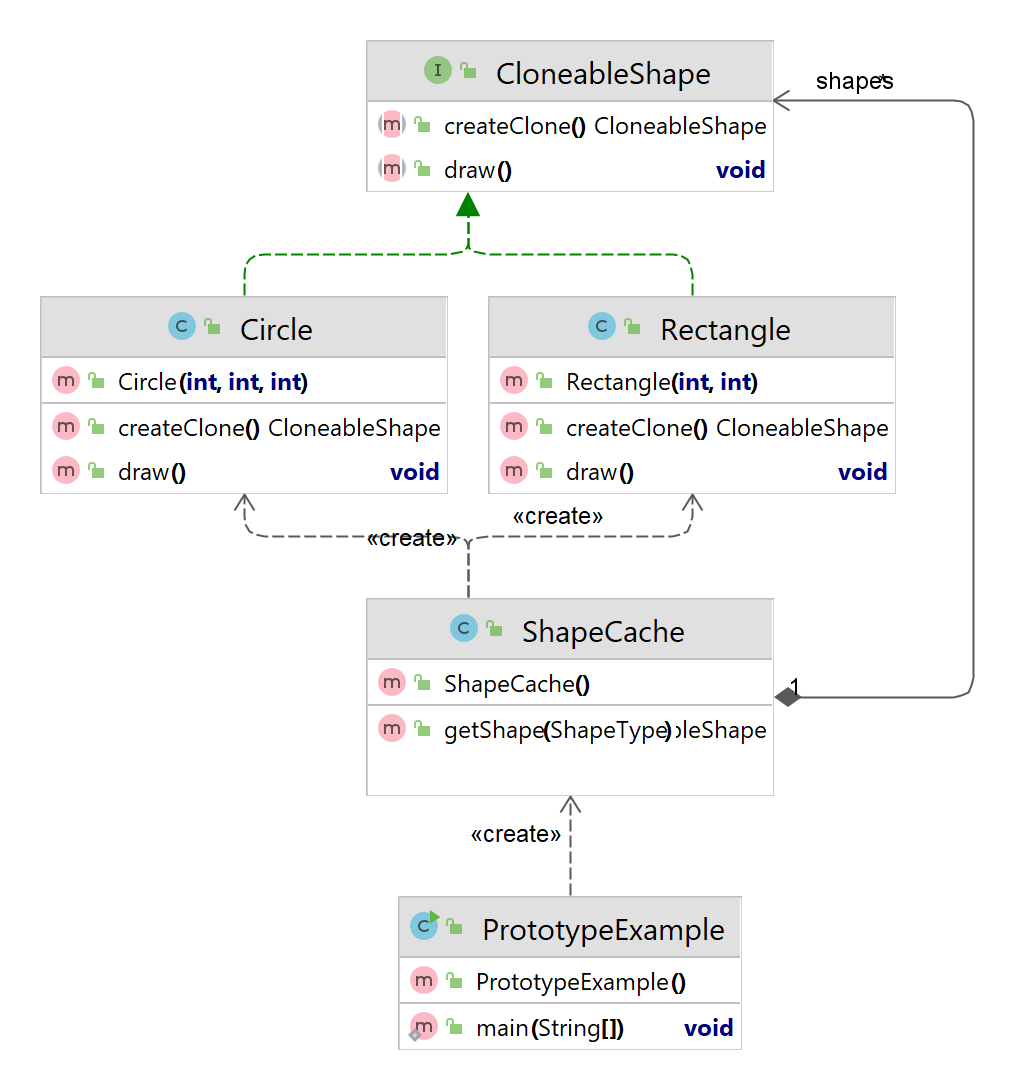 CloneableShape
shapes *
createClone() CloneableShape
draw() void
Circle
Circle(int, int, int)
createClone() CloneableShape
draw() void
Rectangle
Rectangle(int, int)
createClone() CloneableShape
draw() void
«create»
«create»
ShapeCache
ShapeCache()
1
getShape(ShapeType) bleShape
«create»
PrototypeExample
PrototypeExample()
main(String[]) void